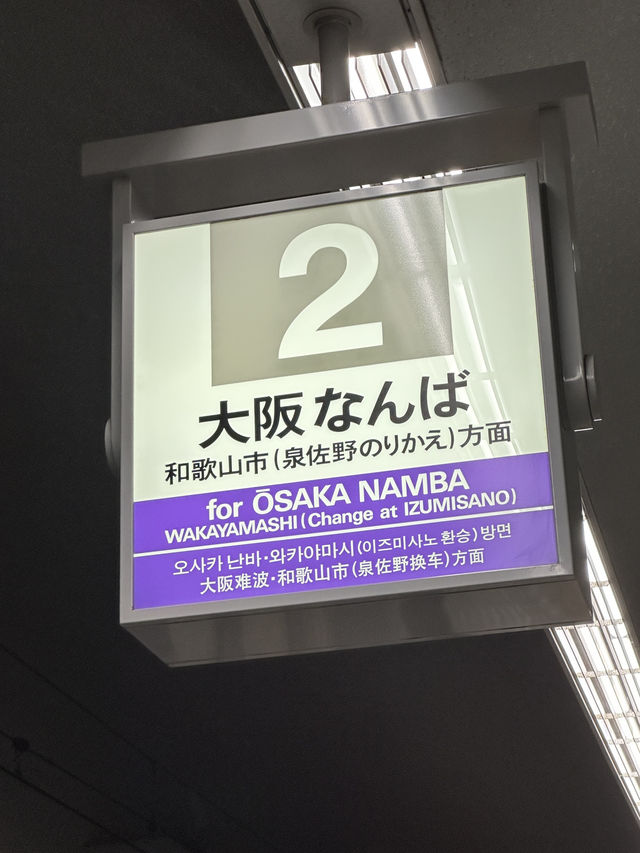 2
大阪なんば
和歌山市(泉佐野のりかえ)方面
for ŌSAKA NAMBA
WAKAYAMASHI(Change at IZUMISANO)
오사카 난바·와카야마시(이즈미사노 환승) 방면
大阪难波·和歌山市(泉佐野换车)方面